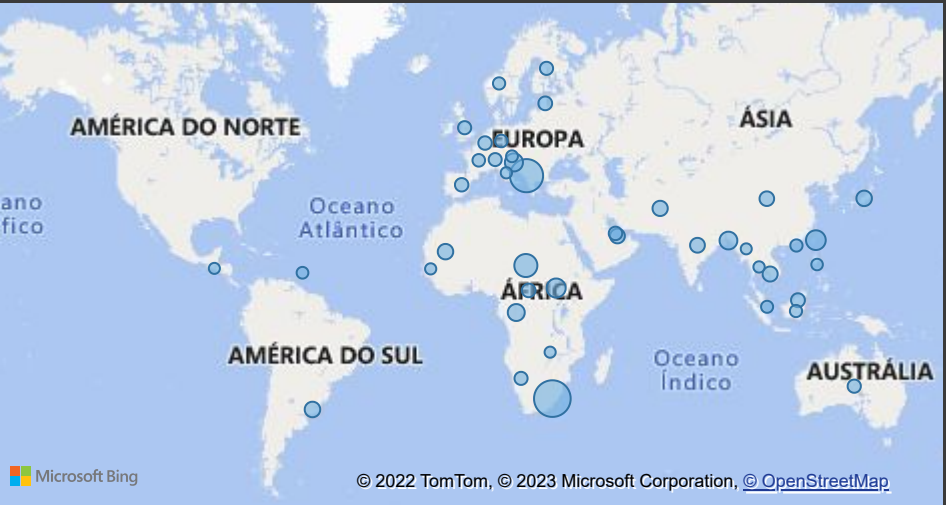 AMÉRICA DO NORTE
EUROPA
ÁSIA
ano
fico
Oceano
Atlântico
ÁFRICA
AMÉRICA DO SUL
Oceano
Índico
AUSTRÁLIA
Microsoft Bing
© 2022 TomTom, © 2023 Microsoft Corporation, © OpenStreetMap